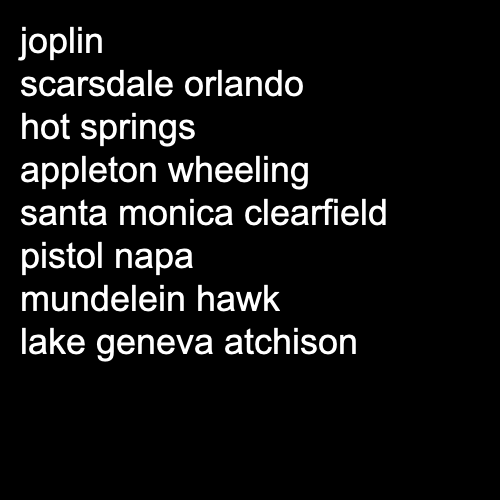 joplin
scarsdale orlando
hot springs
appleton wheeling
santa monica clearfield
pistol napa
mundelein hawk
lake geneva atchison